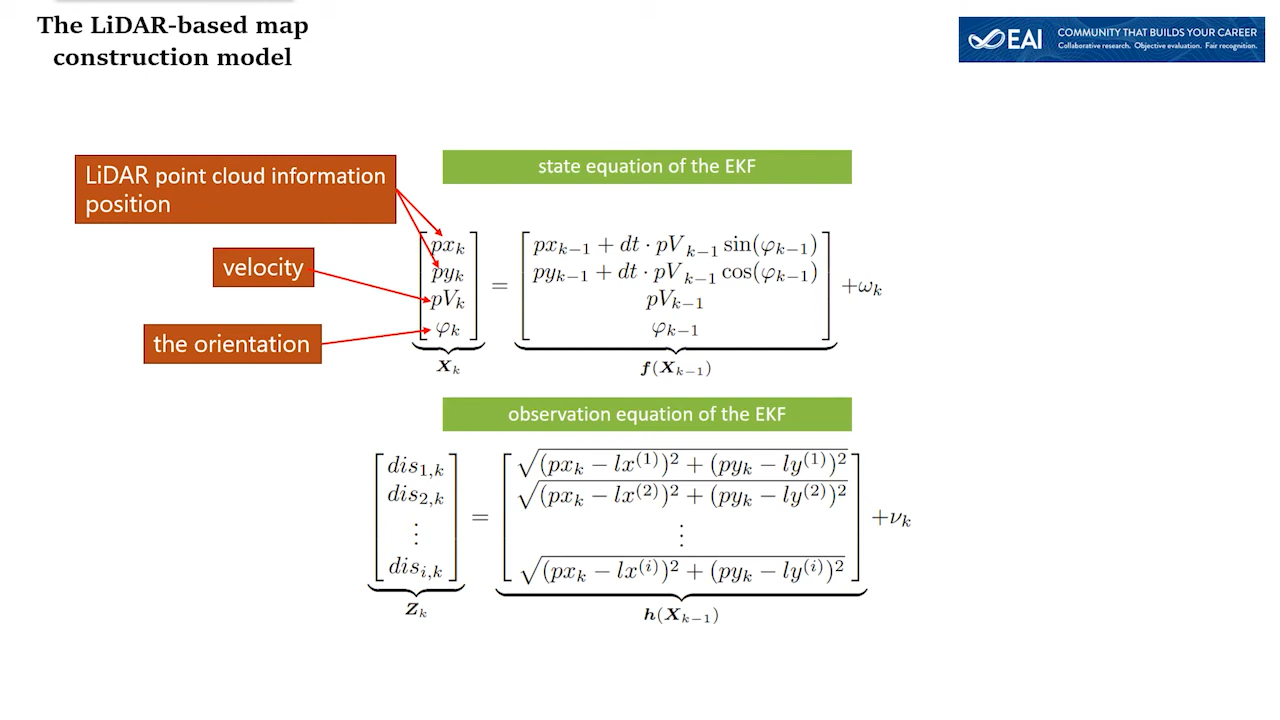 The LiDAR-based map
construction model
EAI
COMMUNITY THAT BUILDS YOUR CAREER
Collaborative research. Objective evaluation. Fair recognition.
state equation of the EKF
LiDAR point cloud information
position
velocity
the orientation
px_k = px_{k−1} + dt · pV_{k−1} sin(φ_{k−1})
py_k = py_{k−1} + dt · pV_{k−1} cos(φ_{k−1}) +ω_k
pV_k = pV_{k−1}
φ_k = φ_{k−1}
X_k f(X_{k−1})
observation equation of the EKF
dis_{1,k} = √((px_k − lx^{(1)})^2 + (py_k − ly^{(1)})^2)
dis_{2,k} = √((px_k − lx^{(2)})^2 + (py_k − ly^{(2)})^2) +ν_k
⋮ ⋮
dis_{i,k} = √((px_k − lx^{(i)})^2 + (py_k − ly^{(i)})^2)
Z_k h(X_{k−1})